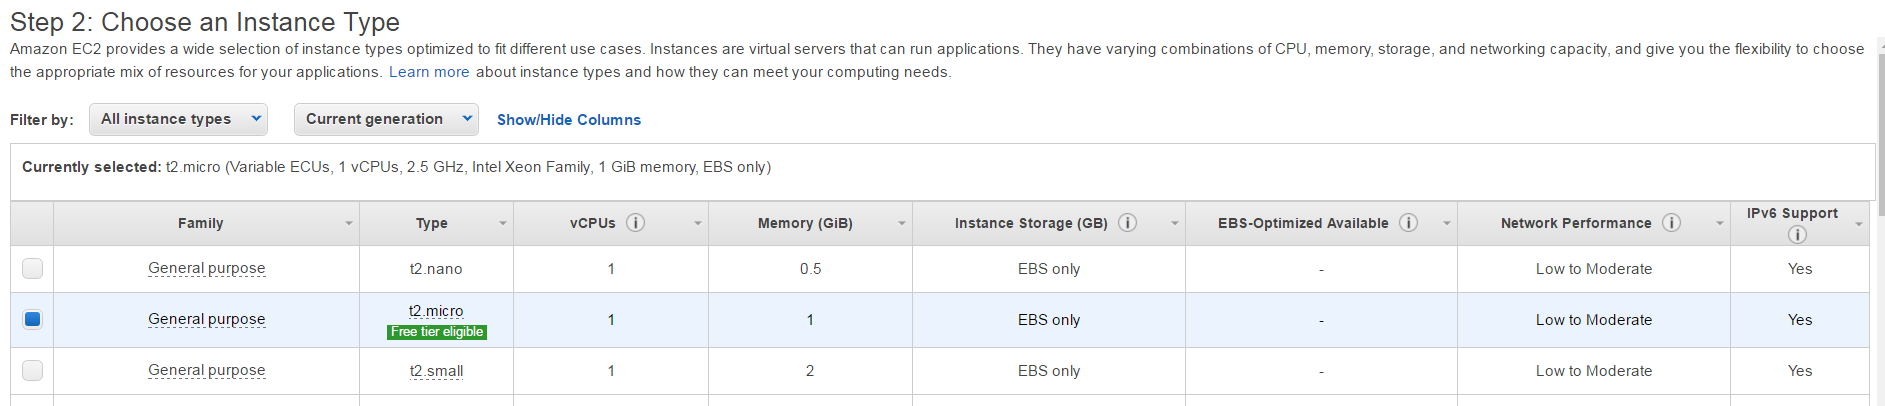 Step 2: Choose an Instance Type
Amazon EC2 provides a wide selection of instance types optimized to fit different use cases. Instances are virtual servers that can run applications. They have varying combinations of CPU, memory, storage, and networking capacity, and give you the flexibility to choose
the appropriate mix of resources for your applications. Learn more about instance types and how they can meet your computing needs.
Filter by: All instance types Current generation Show/Hide Columns
Currently selected: t2.micro (Variable ECUs, 1 vCPUs, 2.5 GHz, Intel Xeon Family, 1 GiB memory, EBS only)
Family Type vCPUs Memory (GiB) Instance Storage (GB) EBS-Optimized Available Network Performance IPv6 Support
General purpose t2.nano 1 0.5 EBS only - Low to Moderate Yes
General purpose t2.micro 1 1 EBS only - Low to Moderate Yes
Free tier eligible
General purpose t2.small 1 2 EBS only - Low to Moderate Yes